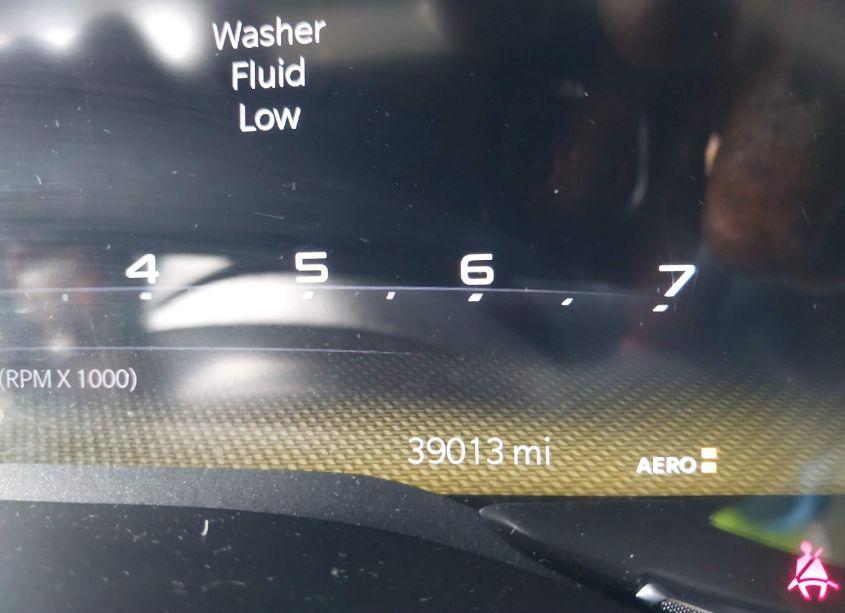 Washer
Fluid
Low
4 5 6 7
(RPM X 1000)
39013 mi
AERO